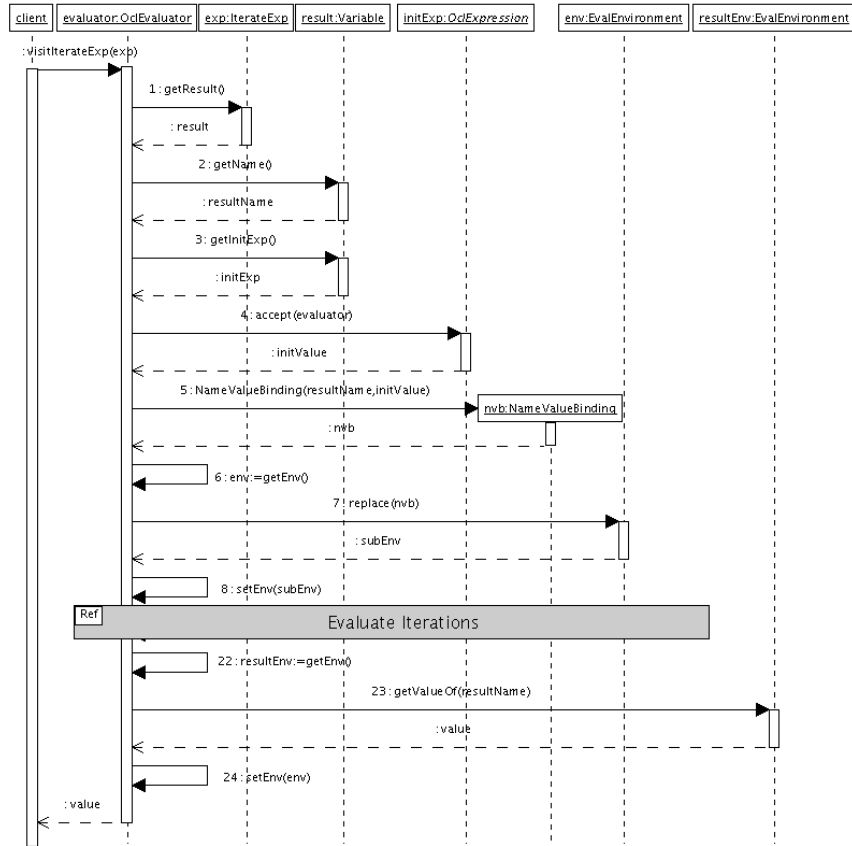 client
evaluator:OclEvaluator
exp:IterateExp
result:Variable
initExp:OclExpression
env:EvalEnvironment
resultEnv:EvalEnvironment
:visitIterateExp(exp)
1 : getResult()
: result
2 : getName()
: resultName
3 : getInitExp()
: initExp
4 : accept(evaluator)
: initValue
5 : NameValueBinding(resultName,initValue)
nvb:NameValueBinding
: nvb
6 : env:=getEnv()
7 : replace(nvb)
: subEnv
8 : setEnv(subEnv)
Ref
Evaluate Iterations
22 : resultEnv:=getEnv()
23 : getValueOf(resultName)
: value
24 : setEnv(env)
: value